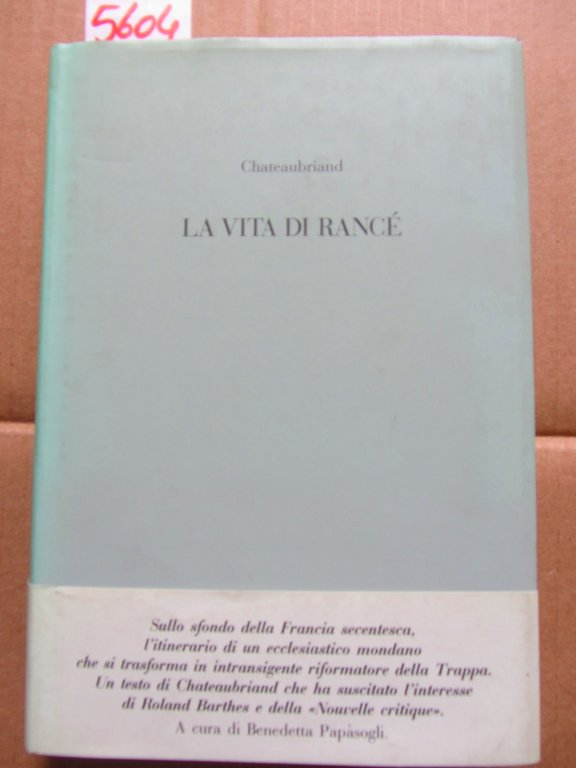 5604
Chateaubriand
LA VITA DI RANCÉ
Sullo sfondo della Francia secentesca,
l'itinerario di un ecclesiastico mondano
che si trasforma in intransigente riformatore della Trappa.
Un testo di Chateaubriand che ha suscitato l'interesse
di Roland Barthes e della «Nouvelle critique».
A cura di Benedetta Papàsogli.